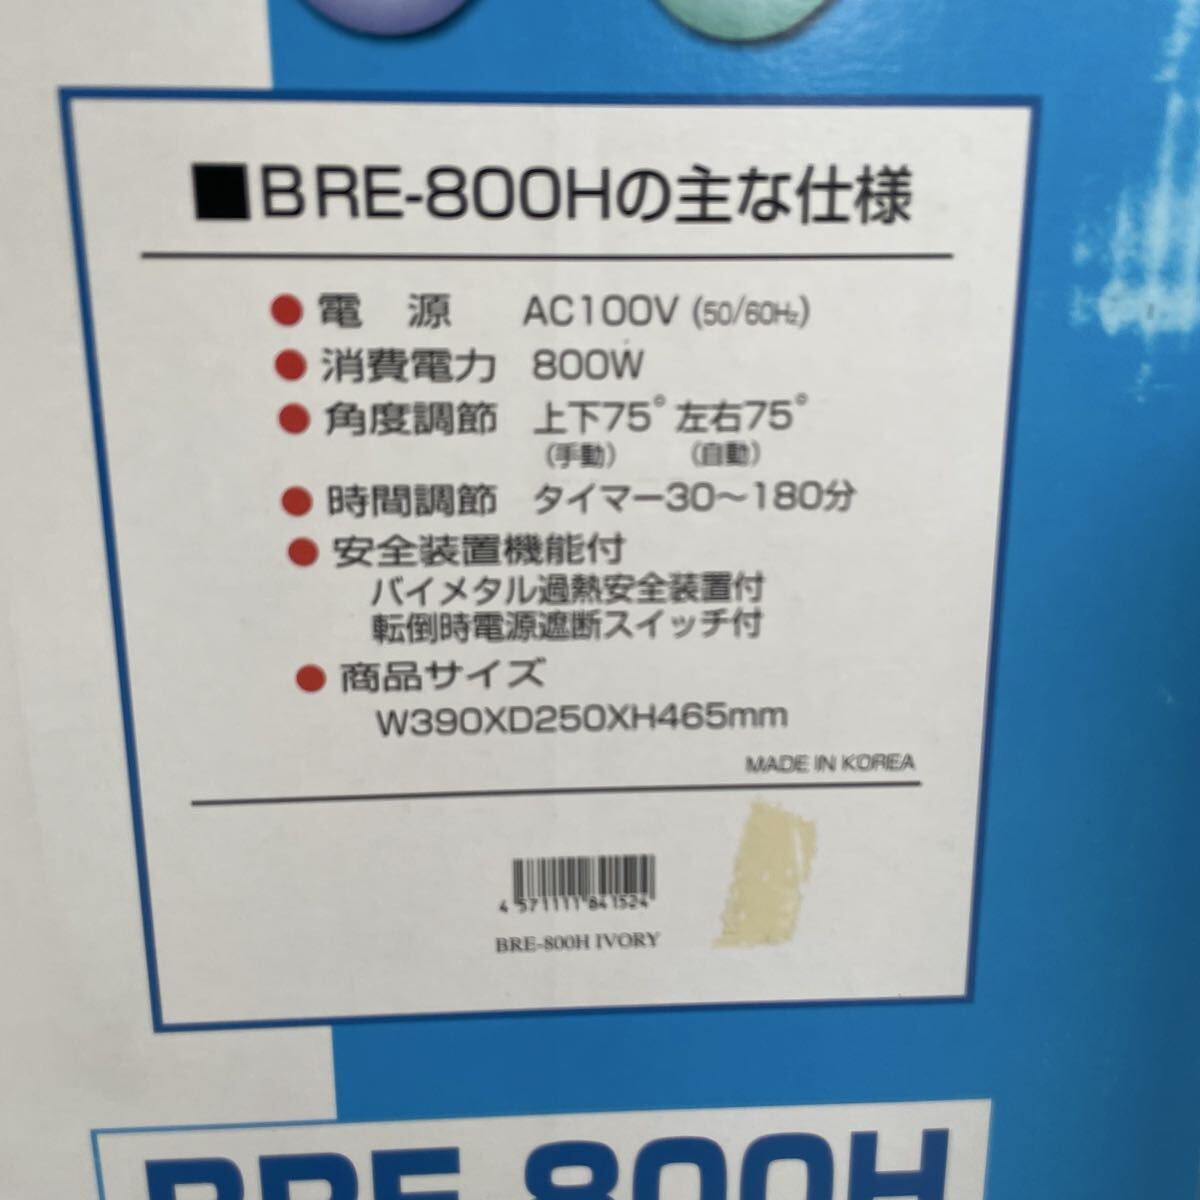 ■BRE-800Hの主な仕様
● 電 源 AC100V (50/60Hz)
● 消費電力 800W
● 角度調節 上下75° 左右75°
(手動) (自動)
● 時間調節 タイマー30～180分
● 安全装置機能付
バイメタル過熱安全装置付
転倒時電源遮断スイッチ付
● 商品サイズ
W390XD250XH465mm
MADE IN KOREA
4 571111 841524
BRE-800H IVORY
BRE-800H